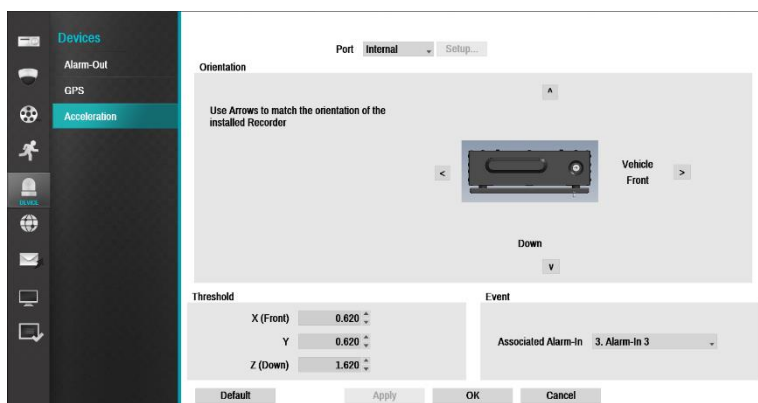 Devices
Alarm-Out
GPS
Acceleration
DEVICE
Port Internal Setup...
Orientation
Use Arrows to match the orientation of the
installed Recorder
Vehicle
Front
Down
Threshold
X (Front) 0.620
Y 0.620
Z (Down) 1.620
Event
Associated Alarm-In 3. Alarm-In 3
Default Apply OK Cancel